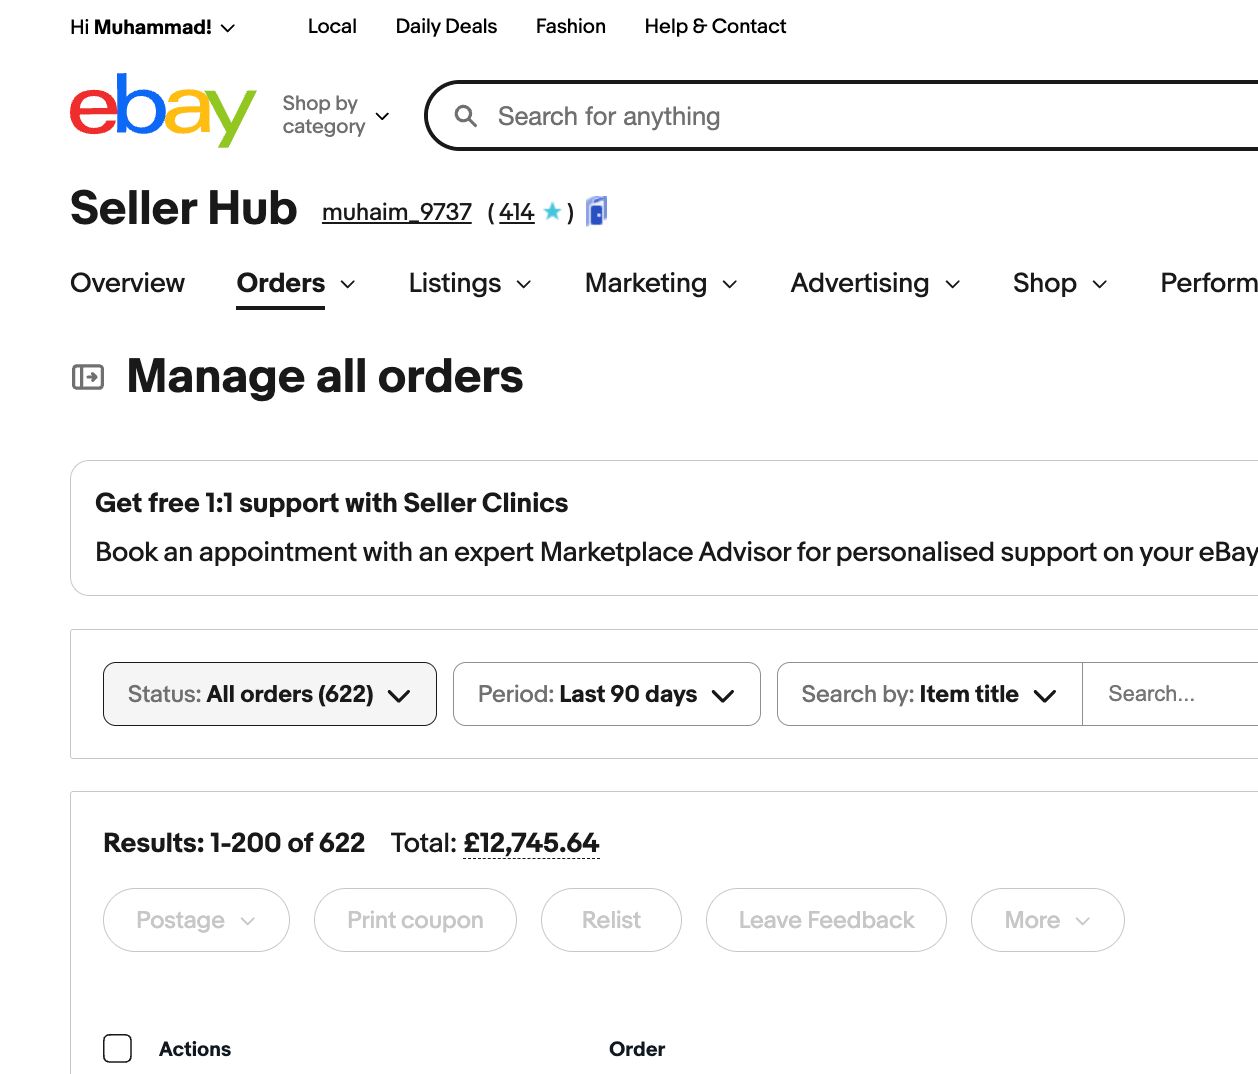 Hi Muhammad! Local Daily Deals Fashion Help & Contact
ebay Shop by category Search for anything
Seller Hub muhaim_9737 (414)
Overview Orders Listings Marketing Advertising Shop Perform
Manage all orders
Get free 1:1 support with Seller Clinics
Book an appointment with an expert Marketplace Advisor for personalised support on your eBay
Status: All orders (622) Period: Last 90 days Search by: Item title Search...
Results: 1-200 of 622 Total: £12,745.64
Postage Print coupon Relist Leave Feedback More
Actions Order